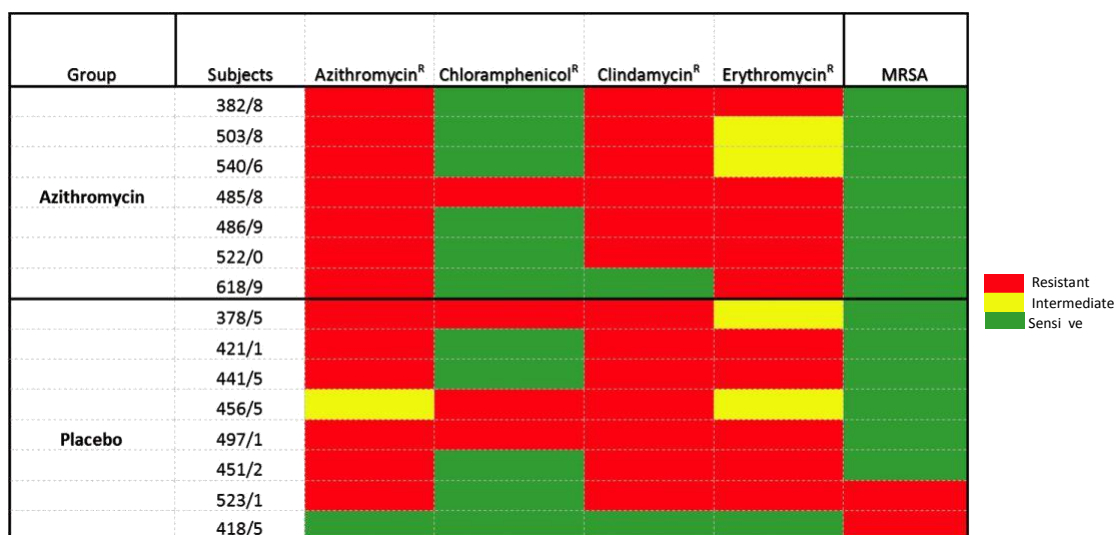 Group Subjects Azithromycin^R Chloramphenicol^R Clindamycin^R Erythromycin^R MRSA
382/8
503/8
540/6
Azithromycin 485/8
486/9
522/0
618/9
378/5
421/1
441/5
456/5
Placebo 497/1
451/2
523/1
418/5
Resistant
Intermediate
Sensi ve